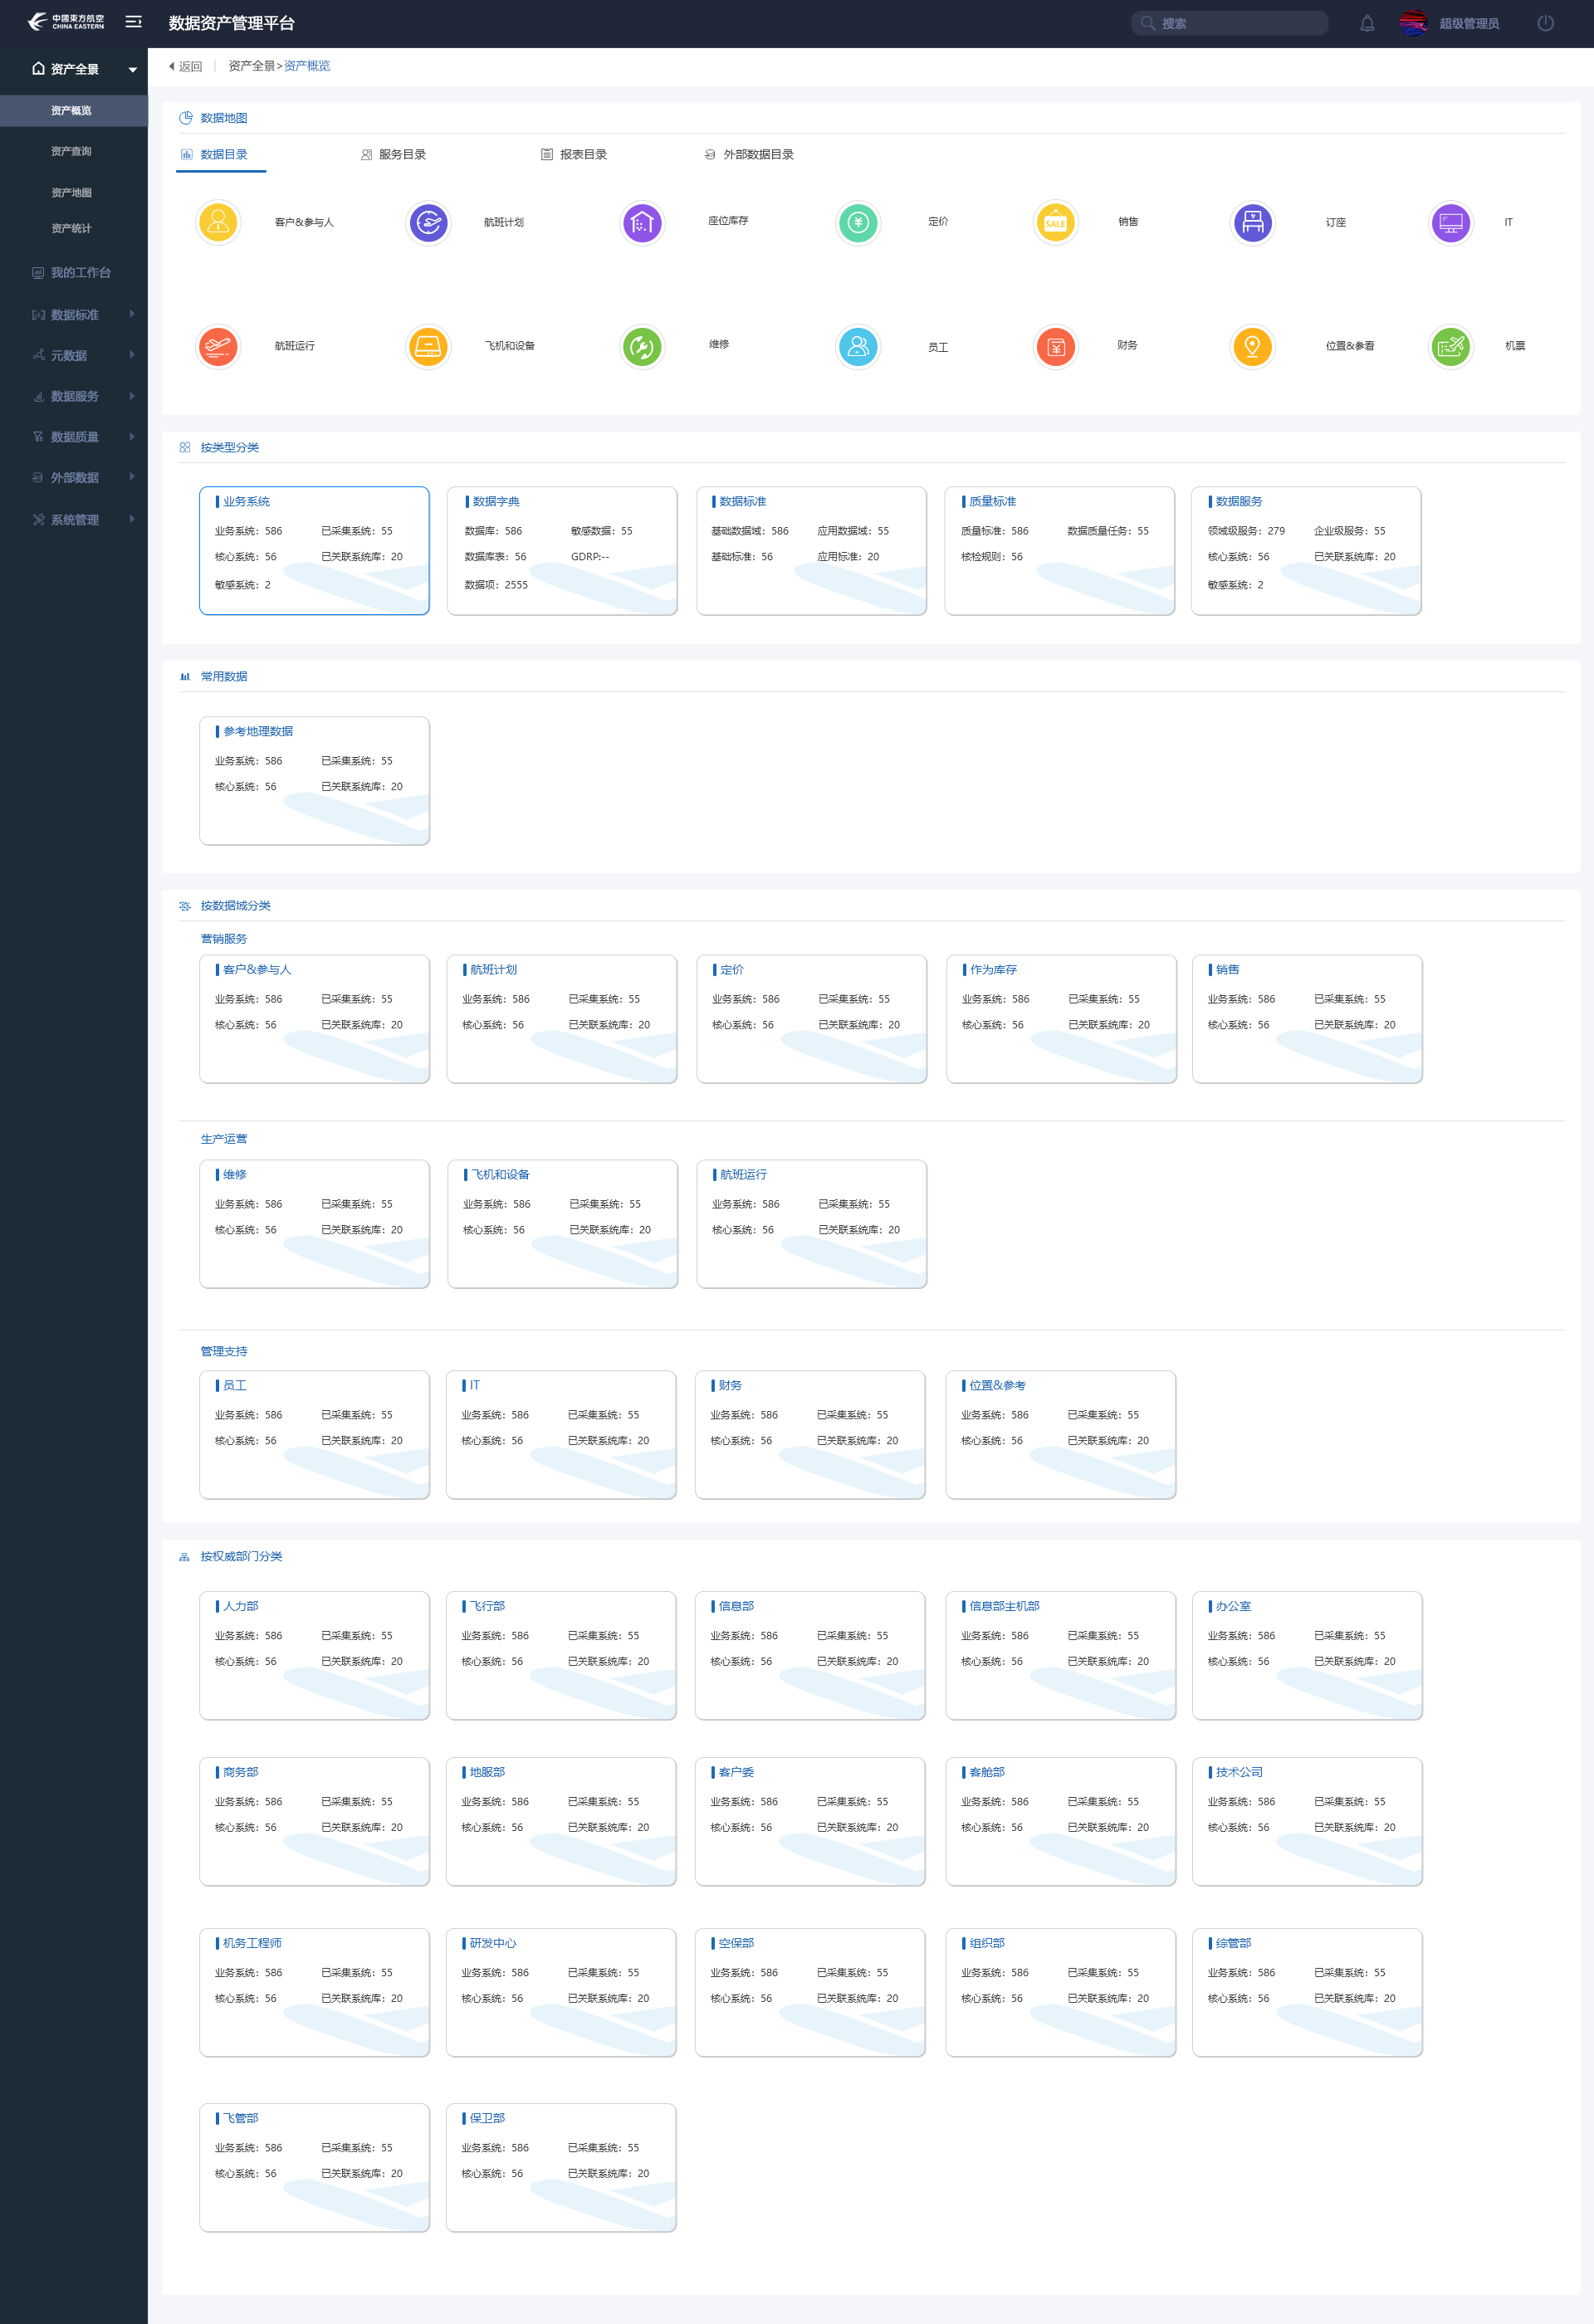 中國東方航空
CHINA EASTERN
数据资产管理平台
搜索
超级管理员
资产全景
资产概览
资产查询
资产地图
资产统计
我的工作台
数据标准
元数据
数据服务
数据质量
外部数据
系统管理
返回 | 资产全景>资产概览
数据地图
数据目录 服务目录 报表目录 外部数据目录
客户&参与人 航班计划 座位库存 定价 SALE 销售 订座 IT
航班运行 飞机和设备 维修 员工 财务 位置&参看 机票
按类型分类
业务系统
业务系统：586 已采集系统：55
核心系统：56 已关联系统库：20
敏感系统：2
数据字典
数据库：586 敏感数据：55
数据库表：56 GDRP:--
数据项：2555
数据标准
基础数据域：586 应用数据域：55
基础标准：56 应用标准：20
质量标准
质量标准：586 数据质量任务：55
核检规则：56
数据服务
领域级服务：279 企业级服务：55
核心系统：56 已关联系统库：20
敏感系统：2
常用数据
参考地理数据
业务系统：586 已采集系统：55
核心系统：56 已关联系统库：20
按数据域分类
营销服务
客户&参与人
业务系统：586 已采集系统：55
核心系统：56 已关联系统库：20
航班计划
业务系统：586 已采集系统：55
核心系统：56 已关联系统库：20
定价
业务系统：586 已采集系统：55
核心系统：56 已关联系统库：20
作为库存
业务系统：586 已采集系统：55
核心系统：56 已关联系统库：20
销售
业务系统：586 已采集系统：55
核心系统：56 已关联系统库：20
生产运营
维修
业务系统：586 已采集系统：55
核心系统：56 已关联系统库：20
飞机和设备
业务系统：586 已采集系统：55
核心系统：56 已关联系统库：20
航班运行
业务系统：586 已采集系统：55
核心系统：56 已关联系统库：20
管理支持
员工
业务系统：586 已采集系统：55
核心系统：56 已关联系统库：20
IT
业务系统：586 已采集系统：55
核心系统：56 已关联系统库：20
财务
业务系统：586 已采集系统：55
核心系统：56 已关联系统库：20
位置&参考
业务系统：586 已采集系统：55
核心系统：56 已关联系统库：20
按权威部门分类
人力部
业务系统：586 已采集系统：55
核心系统：56 已关联系统库：20
飞行部
业务系统：586 已采集系统：55
核心系统：56 已关联系统库：20
信息部
业务系统：586 已采集系统：55
核心系统：56 已关联系统库：20
信息部主机部
业务系统：586 已采集系统：55
核心系统：56 已关联系统库：20
办公室
业务系统：586 已采集系统：55
核心系统：56 已关联系统库：20
商务部
业务系统：586 已采集系统：55
核心系统：56 已关联系统库：20
地服部
业务系统：586 已采集系统：55
核心系统：56 已关联系统库：20
客户委
业务系统：586 已采集系统：55
核心系统：56 已关联系统库：20
客舱部
业务系统：586 已采集系统：55
核心系统：56 已关联系统库：20
技术公司
业务系统：586 已采集系统：55
核心系统：56 已关联系统库：20
机务工程师
业务系统：586 已采集系统：55
核心系统：56 已关联系统库：20
研发中心
业务系统：586 已采集系统：55
核心系统：56 已关联系统库：20
空保部
业务系统：586 已采集系统：55
核心系统：56 已关联系统库：20
组织部
业务系统：586 已采集系统：55
核心系统：56 已关联系统库：20
综管部
业务系统：586 已采集系统：55
核心系统：56 已关联系统库：20
飞管部
业务系统：586 已采集系统：55
核心系统：56 已关联系统库：20
保卫部
业务系统：586 已采集系统：55
核心系统：56 已关联系统库：20